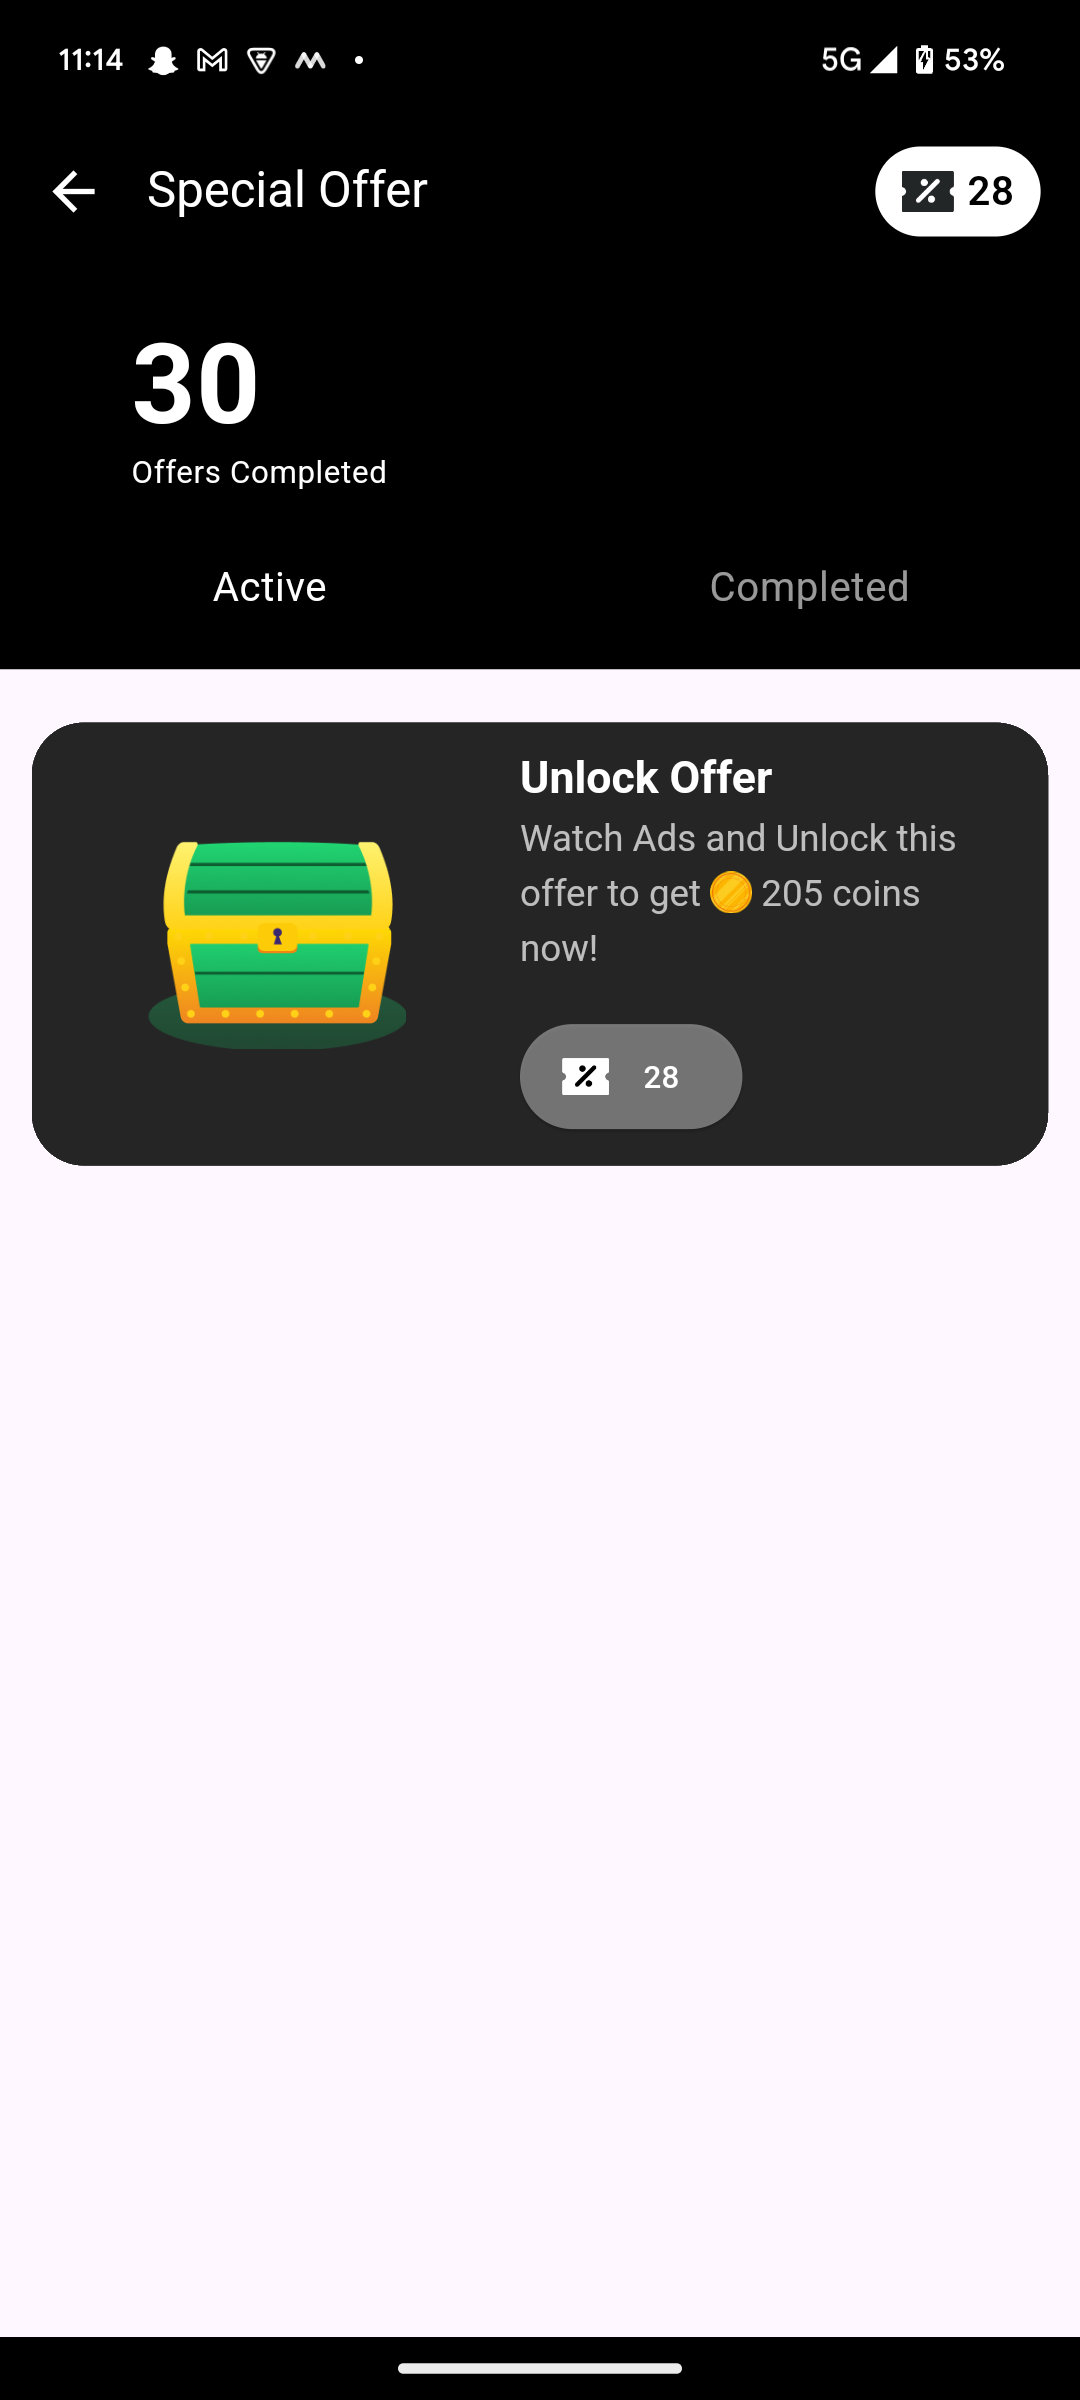 11:14
5G 53%
Special Offer
28
30
Offers Completed
Active
Completed
Unlock Offer
Watch Ads and Unlock this
offer to get 205 coins
now!
28